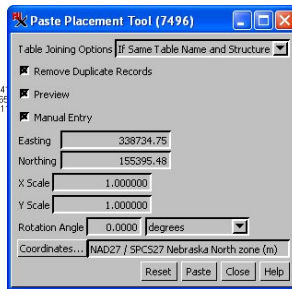 Paste Placement Tool (7496)
Table Joining Options If Same Table Name and Structure
Remove Duplicate Records
Preview
Manual Entry
Easting 338734.75
Northing 155395.48
X Scale 1.000000
Y Scale 1.000000
Rotation Angle 0.0000 degrees
Coordinates... NAD27 / SPCS27 Nebraska North zone (m)
Reset Paste Close Help